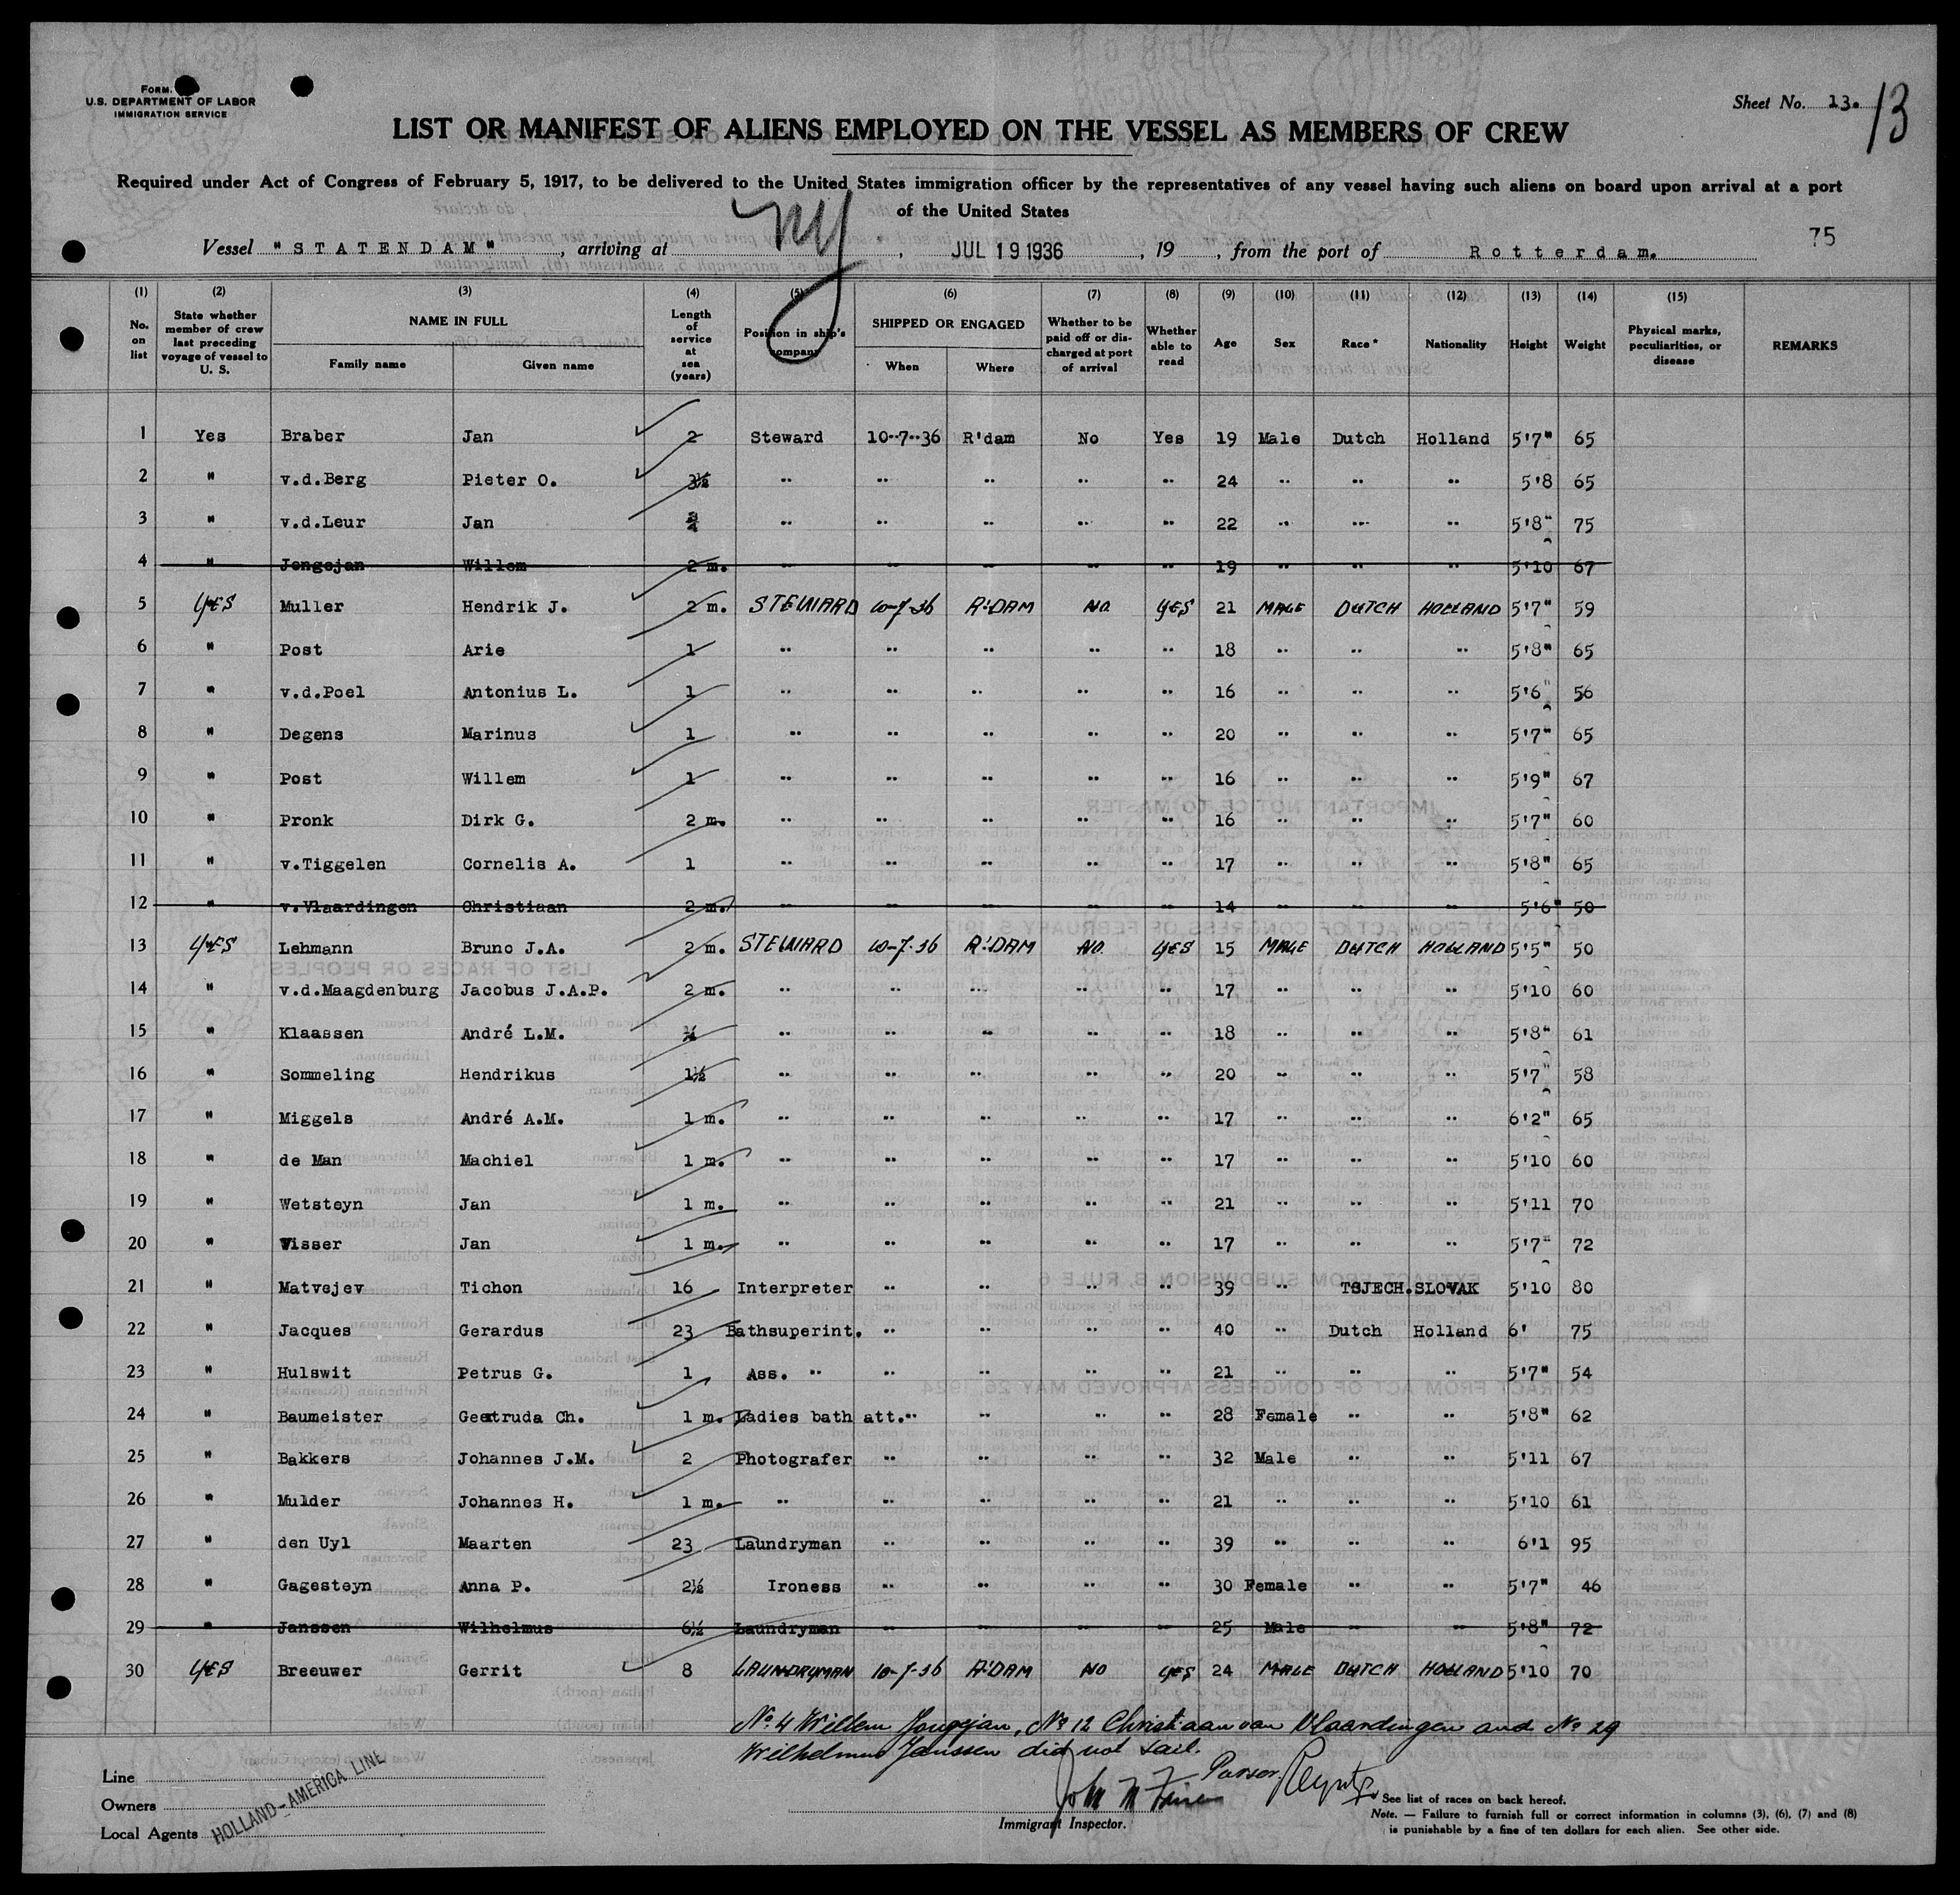 FORM.
U.S. DEPARTMENT OF LABOR
IMMIGRATION SERVICE
Sheet No. 13. 13
LIST OR MANIFEST OF ALIENS EMPLOYED ON THE VESSEL AS MEMBERS OF CREW
Required under Act of Congress of February 5, 1917, to be delivered to the United States immigration officer by the representatives of any vessel having such aliens on board upon arrival at a port
of the United States
75
Vessel "STATENDAM", arriving at NY, JUL 19 1936, 19 , from the port of Rotterdam.
(1) (2) (3) (4) (5) (6) (7) (8) (9) (10) (11) (12) (13) (14) (15)
No. on list State whether member of crew last preceding voyage of vessel to U. S. NAME IN FULL Family name Given name Length of service at sea (years) Position in ship's company SHIPPED OR ENGAGED When Where Whether to be paid off or discharged at port of arrival Whether able to read Age Sex Race* Nationality Height Weight Physical marks, peculiarities, or disease REMARKS
1 Yes Braber Jan 2 Steward 10-7-36 R'dam No Yes 19 Male Dutch Holland 5'7" 65
2 " v.d.Berg Pieter O. 3½ " " " " " 24 " " " 5'8 65
3 " v.d.Leur Jan ¾ " " " " " 22 " " " 5'8" 75
4 " Jongejan Willem 2 m. " " " " " 19 " " " 5'10 67
5 YES Muller Hendrik J. 2 m. STEWARD 10-7-36 R'DAM NO YES 21 MALE DUTCH HOLLAND 5'7" 59
6 " Post Arie 1 " " " " " 18 " " " 5'8" 65
7 " v.d.Poel Antonius L. 1 " " " " " 16 " " " 5'6" 56
8 " Degens Marinus 1 " " " " " 20 " " " 5'7" 65
9 " Post Willem 1 " " " " " 16 " " " 5'9" 67
10 " Pronk Dirk G. 2 m. " " " " " 16 " " " 5'7" 60
11 " v.Tiggelen Cornelis A. 1 " " " " " 17 " " " 5'8" 65
12 " v.Vlaardingen Christiaan 2 m. " " " " " 14 " " " 5'6" 50
13 YES Lehmann Bruno J.A. 2 m. STEWARD 10-7-36 R'DAM NO. YES 15 MALE DUTCH HOLLAND 5'5" 50
14 " v.d.Maagdenburg Jacobus J.A.P. 2 m. " " " " " 17 " " " 5'10 60
15 " Klaassen André L.M. " " " " " 18 " " " 5'8" 61
16 " Sommeling Hendrikus 1½ " " " " " 20 " " " 5'7" 58
17 " Miggels André A.M. 1 m. " " " " " 17 " " " 6'2" 65
18 " de Man Machiel 1 m. " " " " " 17 " " " 5'10 60
19 " Wetsteyn Jan 1 m. " " " " " 21 " " " 5'11 70
20 " Visser Jan 1 m. " " " " " 17 " " " 5'7" 72
21 " Matvejev Tichon 16 Interpreter " " " " 39 " TSJECH.SLOVAK 5'10 80
22 " Jacques Gerardus 23 Bathsuperint. " " " " 40 " Dutch Holland 6' 75
23 " Hulswit Petrus G. 1 Ass. " " " " " 21 " " " 5'7" 54
24 " Baumeister Geertruda Ch. 1 m. Ladies bath att. " " " " 28 Female " " 5'8" 62
25 " Bakkers Johannes J.M. 2 Photografer " " " " 32 Male " " 5'11 67
26 " Mulder Johannes H. 1 m. " " " " " 21 " " " 5'10 61
27 " den Uyl Maarten 23 Laundryman " " " " 39 " " " 6'1 95
28 " Gagesteyn Anna P. 2½ Ironess " " " " 30 Female " " 5'7" 46
29 " Janssen Wilhelmus 6½ Laundryman " " " " 25 Male " " 5'8" 72
30 YES Breeuwer Gerrit 8 LAUNDRYMAN 10-7-36 R'DAM NO YES 24 MALE DUTCH HOLLAND 5'10 70
No. 4 Willem Jongejan, No 12 Christiaan van Vlaardingen and No 29
Wilhelmus Janssen did not sail.
Purser.
Line
Owners
Local Agents
HOLLAND-AMERICA LINE
Immigrant Inspector.
See list of races on back hereof.
Note. — Failure to furnish full or correct information in columns (3), (6), (7) and (8)
is punishable by a fine of ten dollars for each alien. See other side.